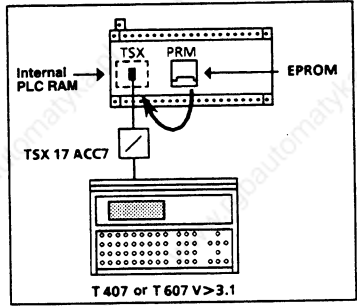 TSX PRM
Internal PLC RAM
EPROM
TSX 17 ACC7
T 407 or T 607 V>3.1